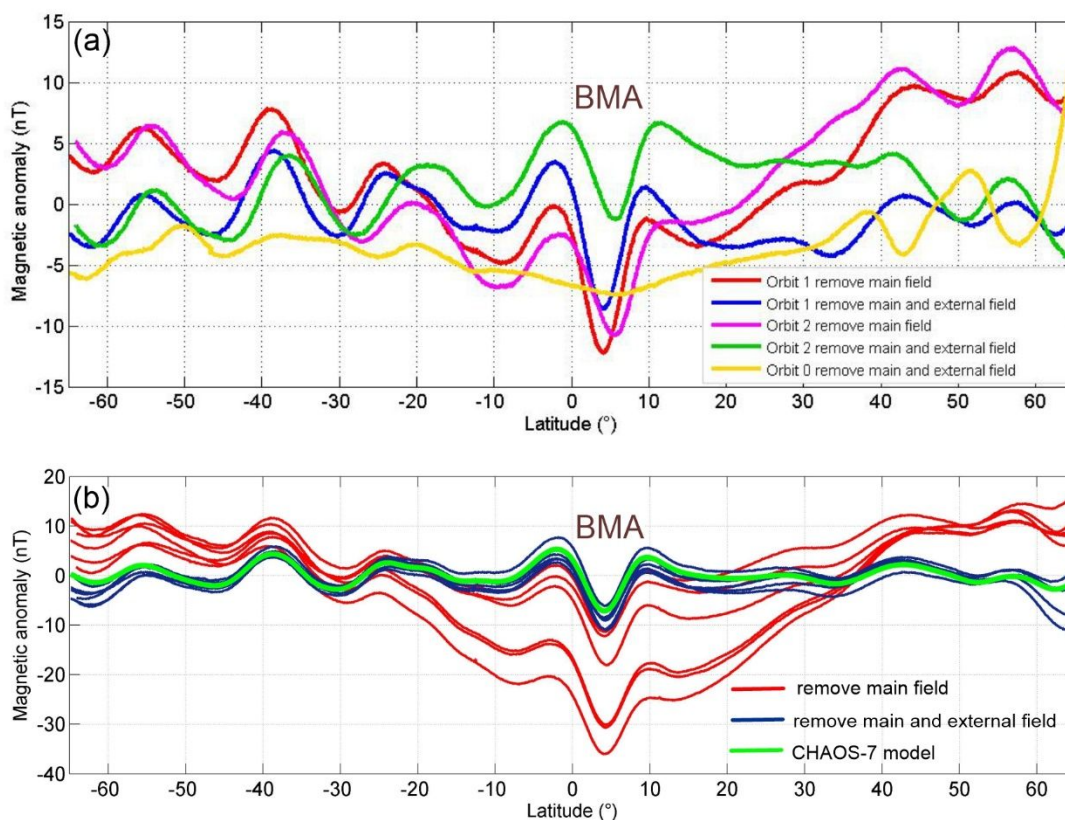 (a)
BMA
Magnetic anomaly (nT)
15
10
5
0
-5
-10
-15
Orbit 1 remove main field
Orbit 1 remove main and external field
Orbit 2 remove main field
Orbit 2 remove main and external field
Orbit 0 remove main and external field
-60 -50 -40 -30 -20 -10 0 10 20 30 40 50 60
Latitude (°)
(b)
BMA
Magnetic anomaly (nT)
20
10
0
-10
-20
-30
-40
remove main field
remove main and external field
CHAOS-7 model
-60 -50 -40 -30 -20 -10 0 10 20 30 40 50 60
Latitude (°)